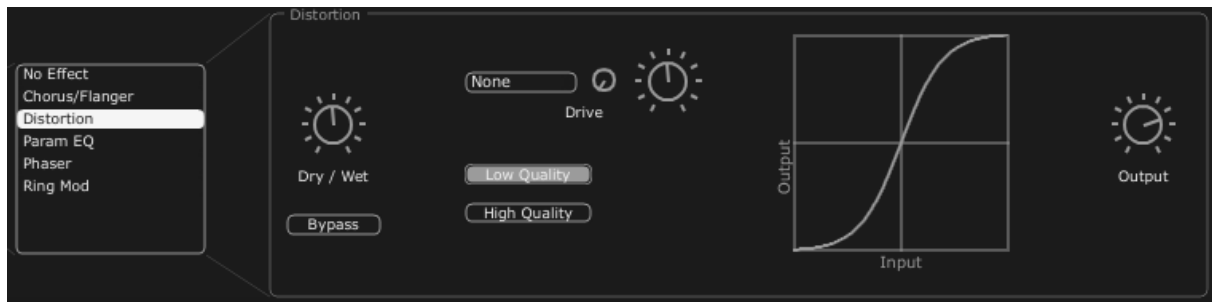 Distortion
No Effect
Chorus/Flanger
Distortion
Param EQ
Phaser
Ring Mod
Dry / Wet
Bypass
None
Drive
Low Quality
High Quality
Output
Input
Output